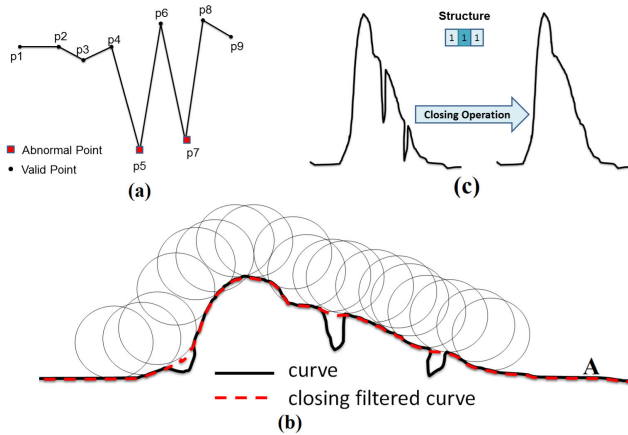 p1
p2
p3
p4
p5
p6
p7
p8
p9
Abnormal Point
Valid Point
(a)
Structure
1 1 1
Closing Operation
(c)
A
curve
closing filtered curve
(b)